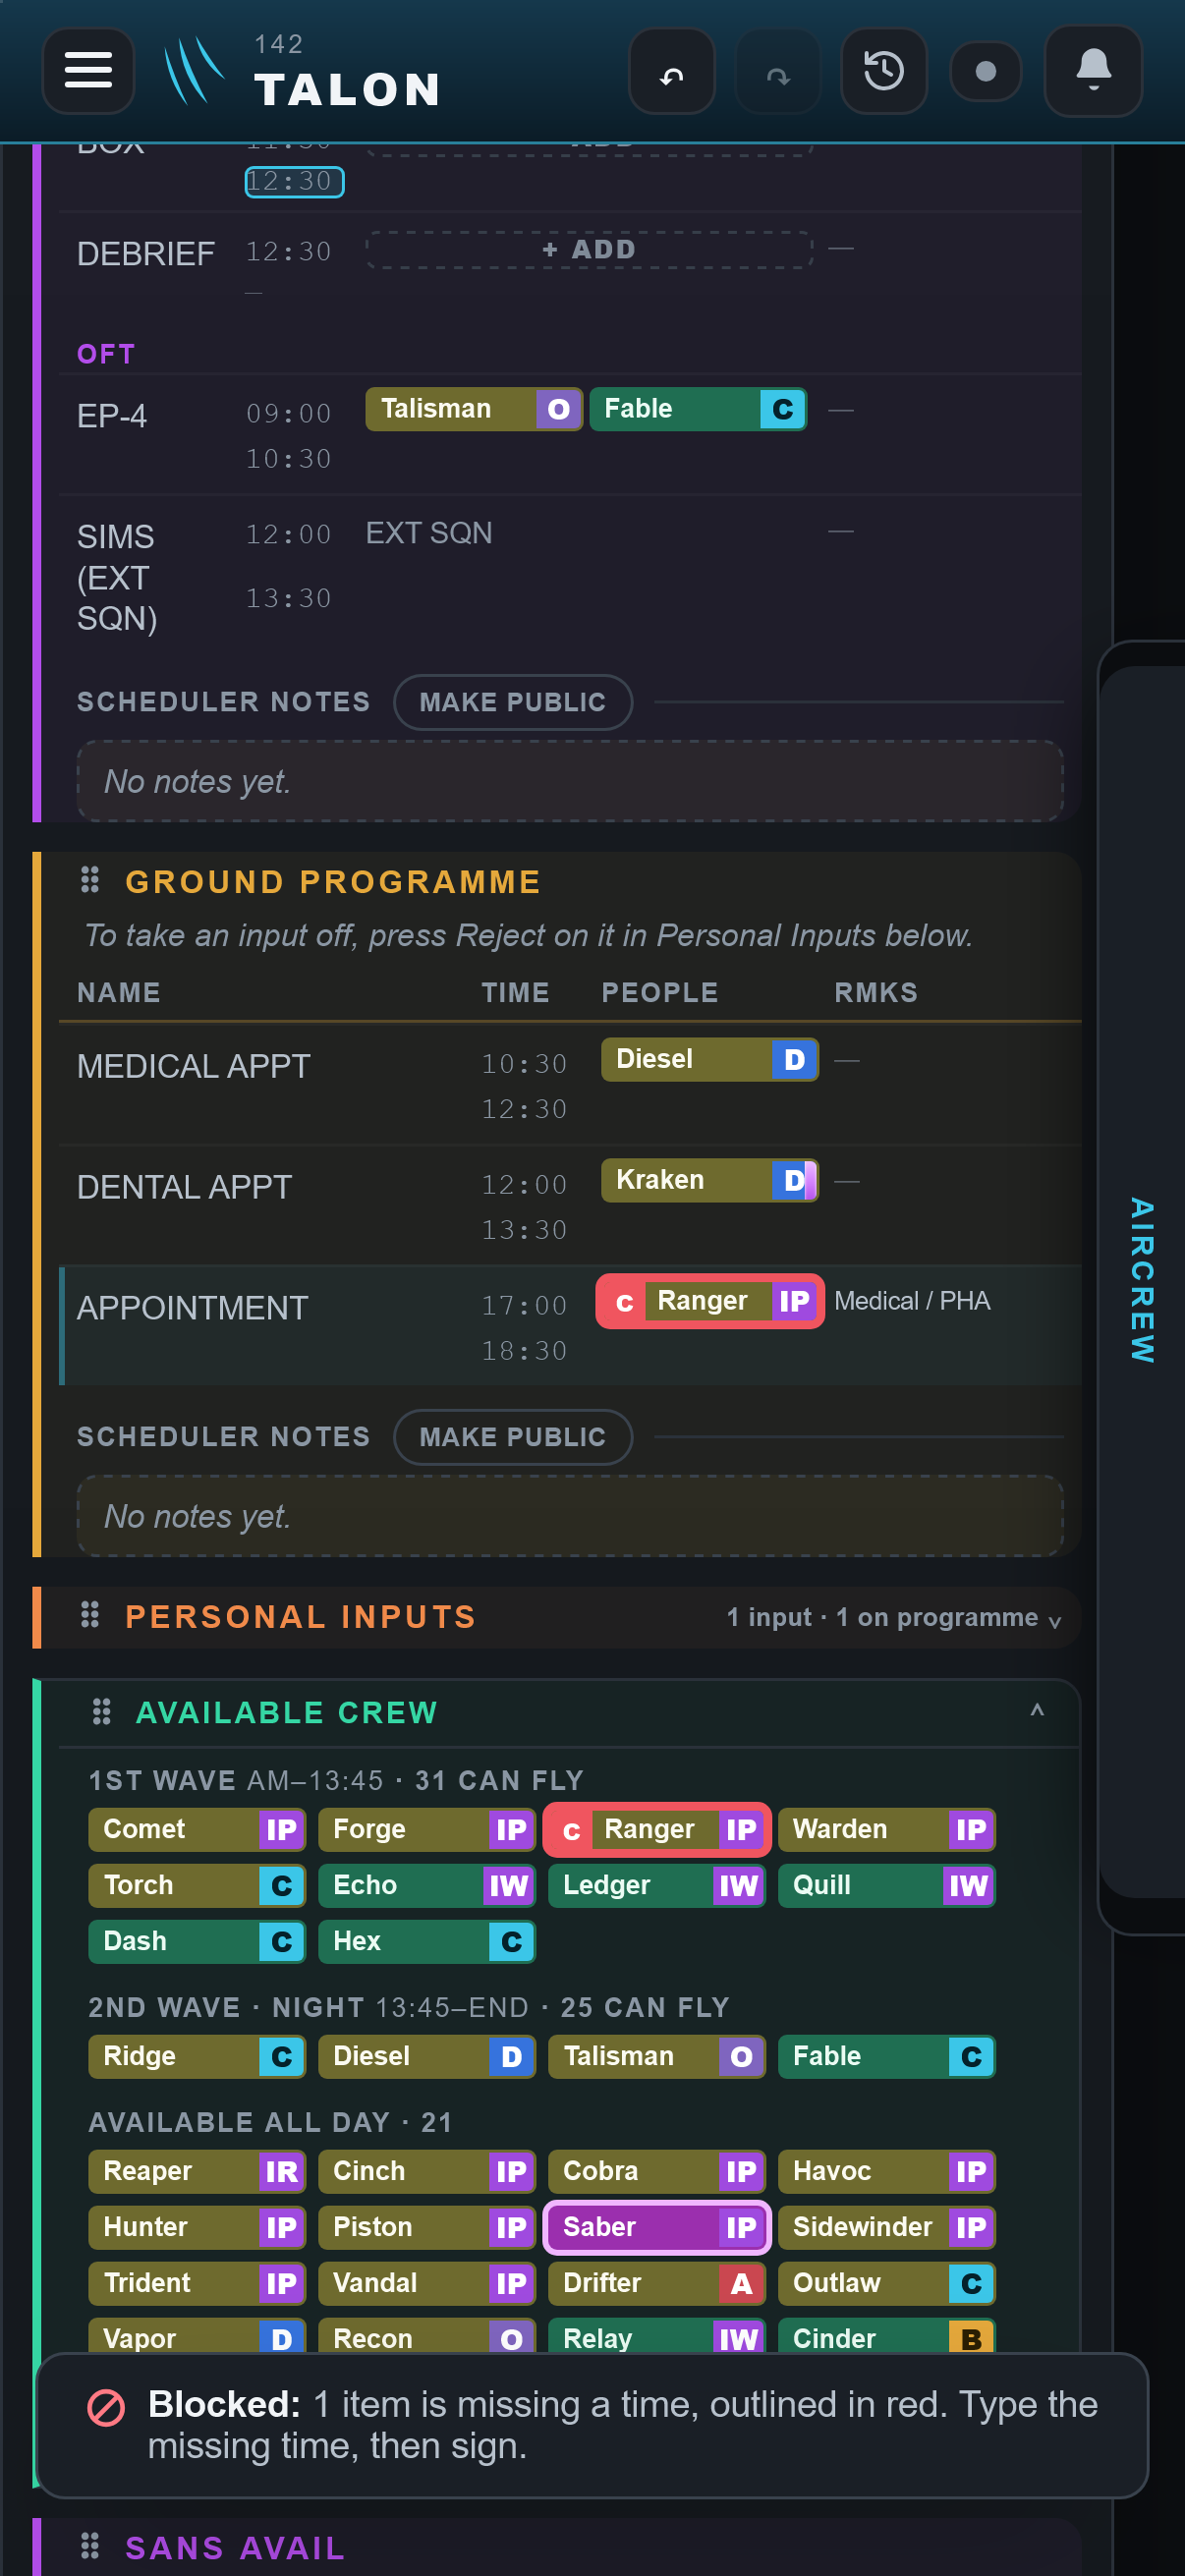 142
TALON
BOX
11:30
+ ADD
12:30
DEBRIEF 12:30 + ADD —
—
OFT
EP-4 09:00 Talisman O Fable C —
10:30
SIMS (EXT SQN) 12:00 EXT SQN —
13:30
SCHEDULER NOTES MAKE PUBLIC
No notes yet.
GROUND PROGRAMME
To take an input off, press Reject on it in Personal Inputs below.
NAME TIME PEOPLE RMKS
MEDICAL APPT 10:30 Diesel D —
12:30
DENTAL APPT 12:00 Kraken D —
13:30
APPOINTMENT 17:00 c Ranger IP Medical / PHA
18:30
SCHEDULER NOTES MAKE PUBLIC
No notes yet.
PERSONAL INPUTS 1 input · 1 on programme
AVAILABLE CREW
1ST WAVE AM–13:45 · 31 CAN FLY
Comet IP Forge IP c Ranger IP Warden IP
Torch C Echo IW Ledger IW Quill IW
Dash C Hex C
2ND WAVE · NIGHT 13:45–END · 25 CAN FLY
Ridge C Diesel D Talisman O Fable C
AVAILABLE ALL DAY · 21
Reaper IR Cinch IP Cobra IP Havoc IP
Hunter IP Piston IP Saber IP Sidewinder IP
Trident IP Vandal IP Drifter A Outlaw C
Vapor D Recon O Relay IW Cinder B
Blocked: 1 item is missing a time, outlined in red. Type the
missing time, then sign.
SANS AVAIL
AIRCREW